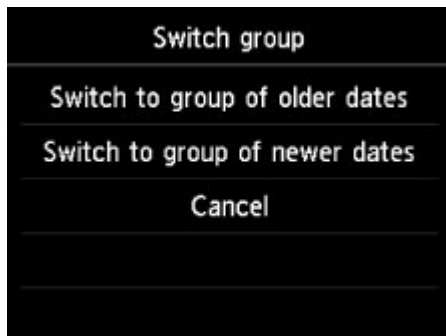 Switch group
Switch to group of older dates
Switch to group of newer dates
Cancel